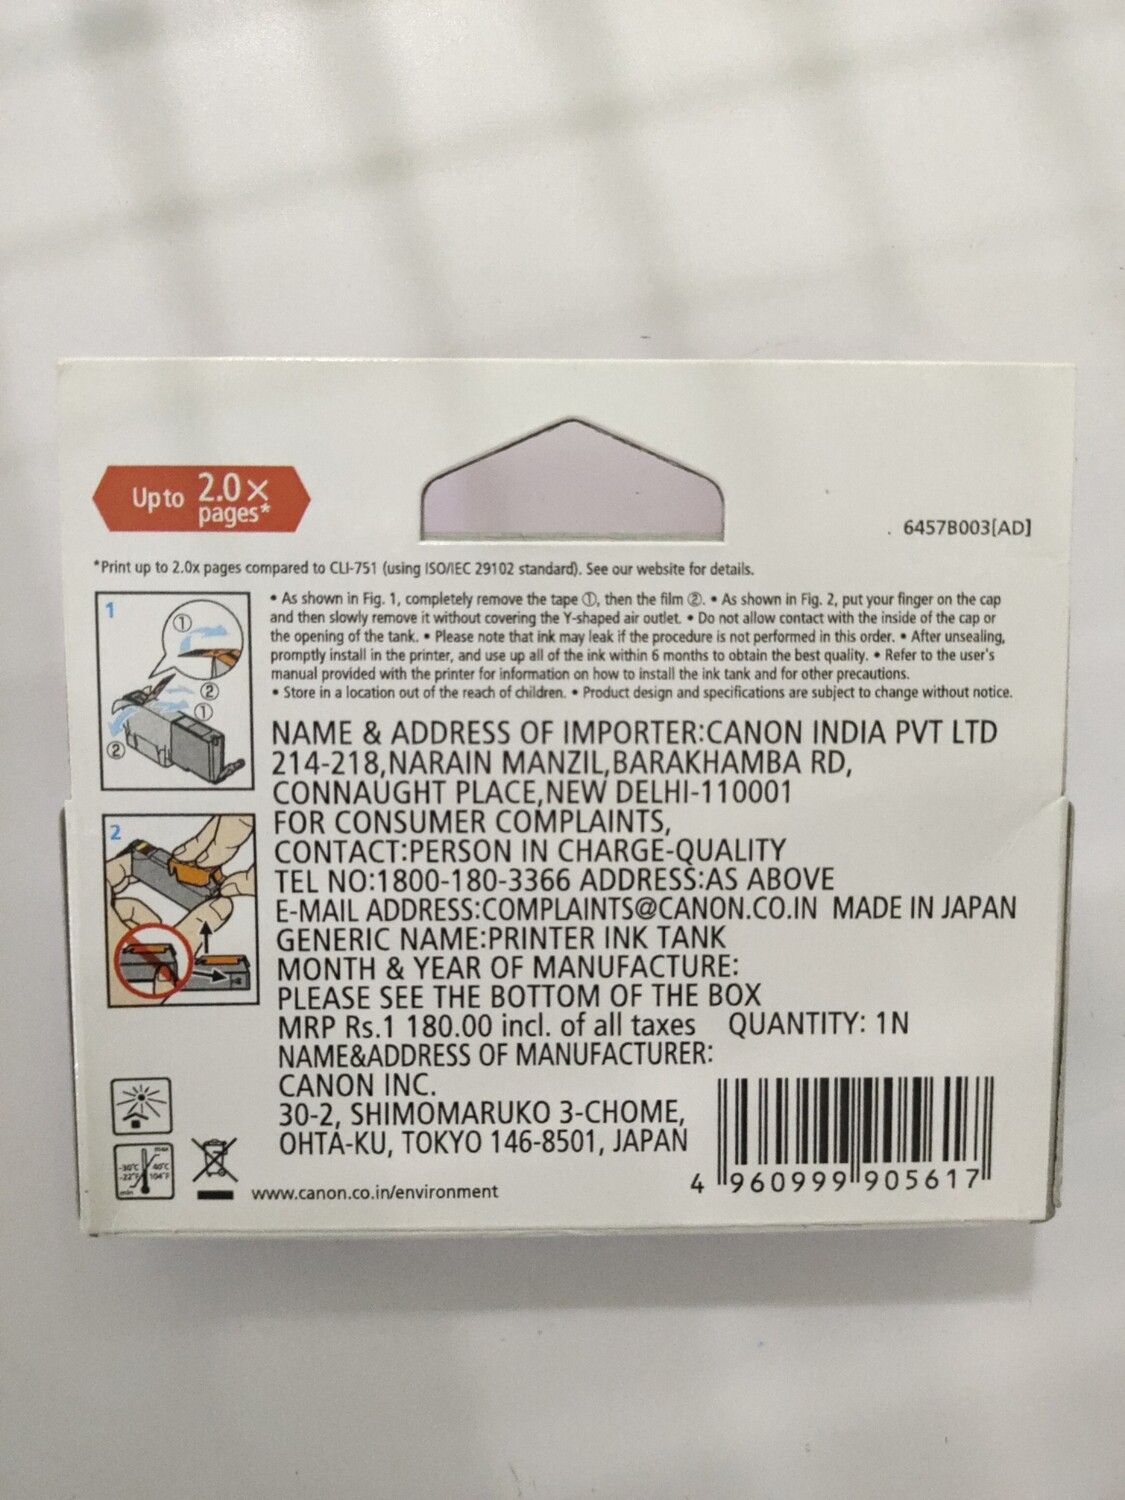 Up to 2.0x
pages*
. 6457B003[AD]
*Print up to 2.0x pages compared to CLI-751 (using ISO/IEC 29102 standard). See our website for details.
1
①
②
①
②
• As shown in Fig. 1, completely remove the tape ①, then the film ②. • As shown in Fig. 2, put your finger on the cap
and then slowly remove it without covering the Y-shaped air outlet. • Do not allow contact with the inside of the cap or
the opening of the tank. • Please note that ink may leak if the procedure is not performed in this order. • After unsealing,
promptly install in the printer, and use up all of the ink within 6 months to obtain the best quality. • Refer to the user's
manual provided with the printer for information on how to install the ink tank and for other precautions.
• Store in a location out of the reach of children. • Product design and specifications are subject to change without notice.
NAME & ADDRESS OF IMPORTER:CANON INDIA PVT LTD
214-218,NARAIN MANZIL,BARAKHAMBA RD,
CONNAUGHT PLACE,NEW DELHI-110001
2
FOR CONSUMER COMPLAINTS,
CONTACT:PERSON IN CHARGE-QUALITY
TEL NO:1800-180-3366 ADDRESS:AS ABOVE
E-MAIL ADDRESS:COMPLAINTS@CANON.CO.IN MADE IN JAPAN
GENERIC NAME:PRINTER INK TANK
MONTH & YEAR OF MANUFACTURE:
PLEASE SEE THE BOTTOM OF THE BOX
MRP Rs.1 180.00 incl. of all taxes QUANTITY: 1N
NAME&ADDRESS OF MANUFACTURER:
CANON INC.
30-2, SHIMOMARUKO 3-CHOME,
OHTA-KU, TOKYO 146-8501, JAPAN
max
-30°C 40°C
-22°F 104°F
min
www.canon.co.in/environment
4 960999 905617